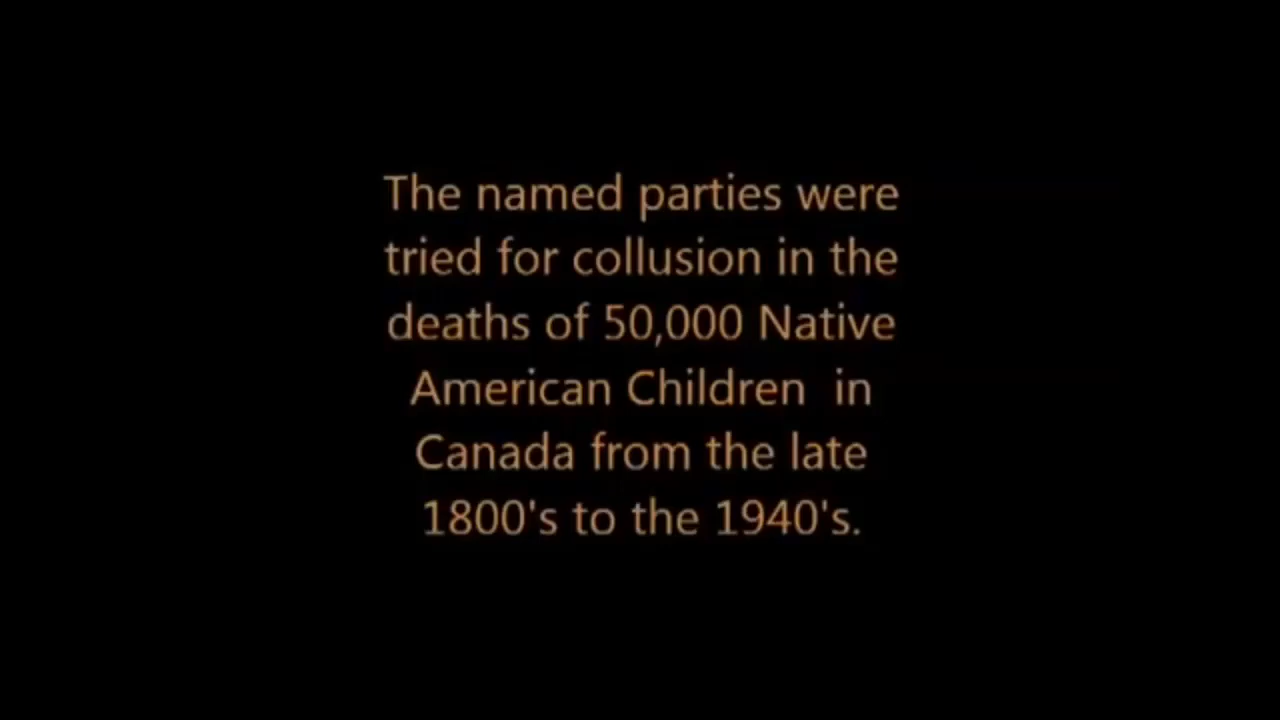 The named parties were
tried for collusion in the
deaths of 50,000 Native
American Children  in
Canada from the late
1800's to the 1940's.